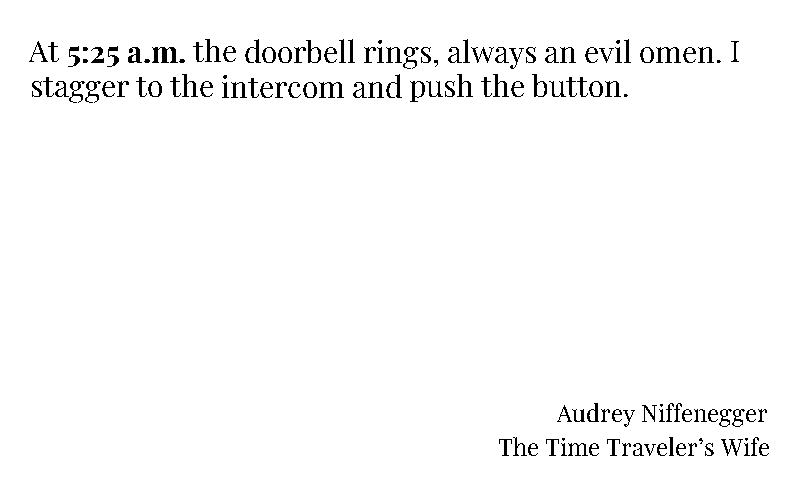 At 5:25 a.m. the doorbell rings, always an evil omen. I
stagger to the intercom and push the button.
Audrey Niffenegger
The Time Traveler’s Wife